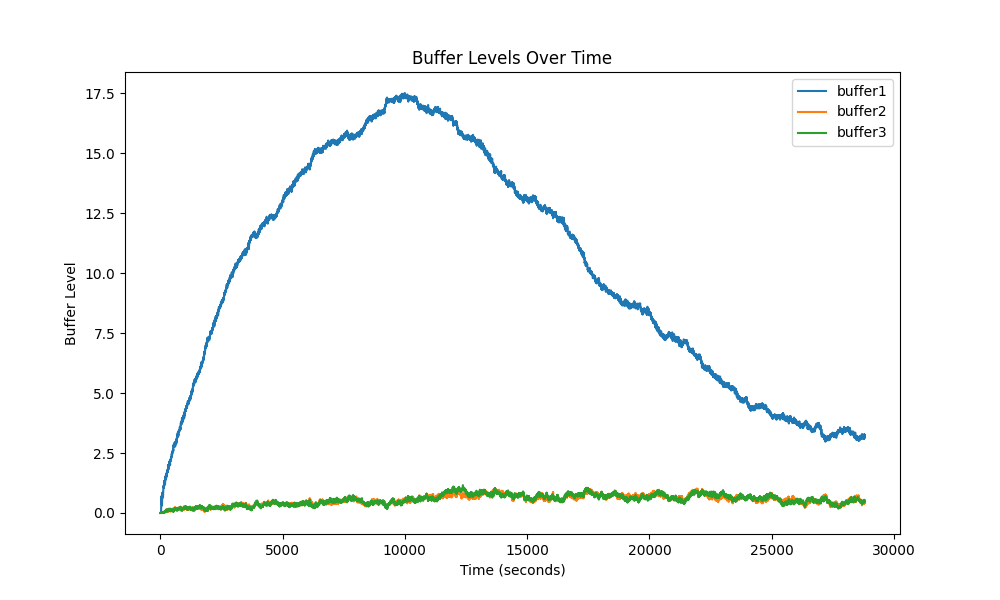 Buffer Levels Over Time
buffer1
buffer2
buffer3
17.5
15.0
12.5
10.0
7.5
5.0
2.5
0.0
Buffer Level
0 5000 10000 15000 20000 25000 30000
Time (seconds)